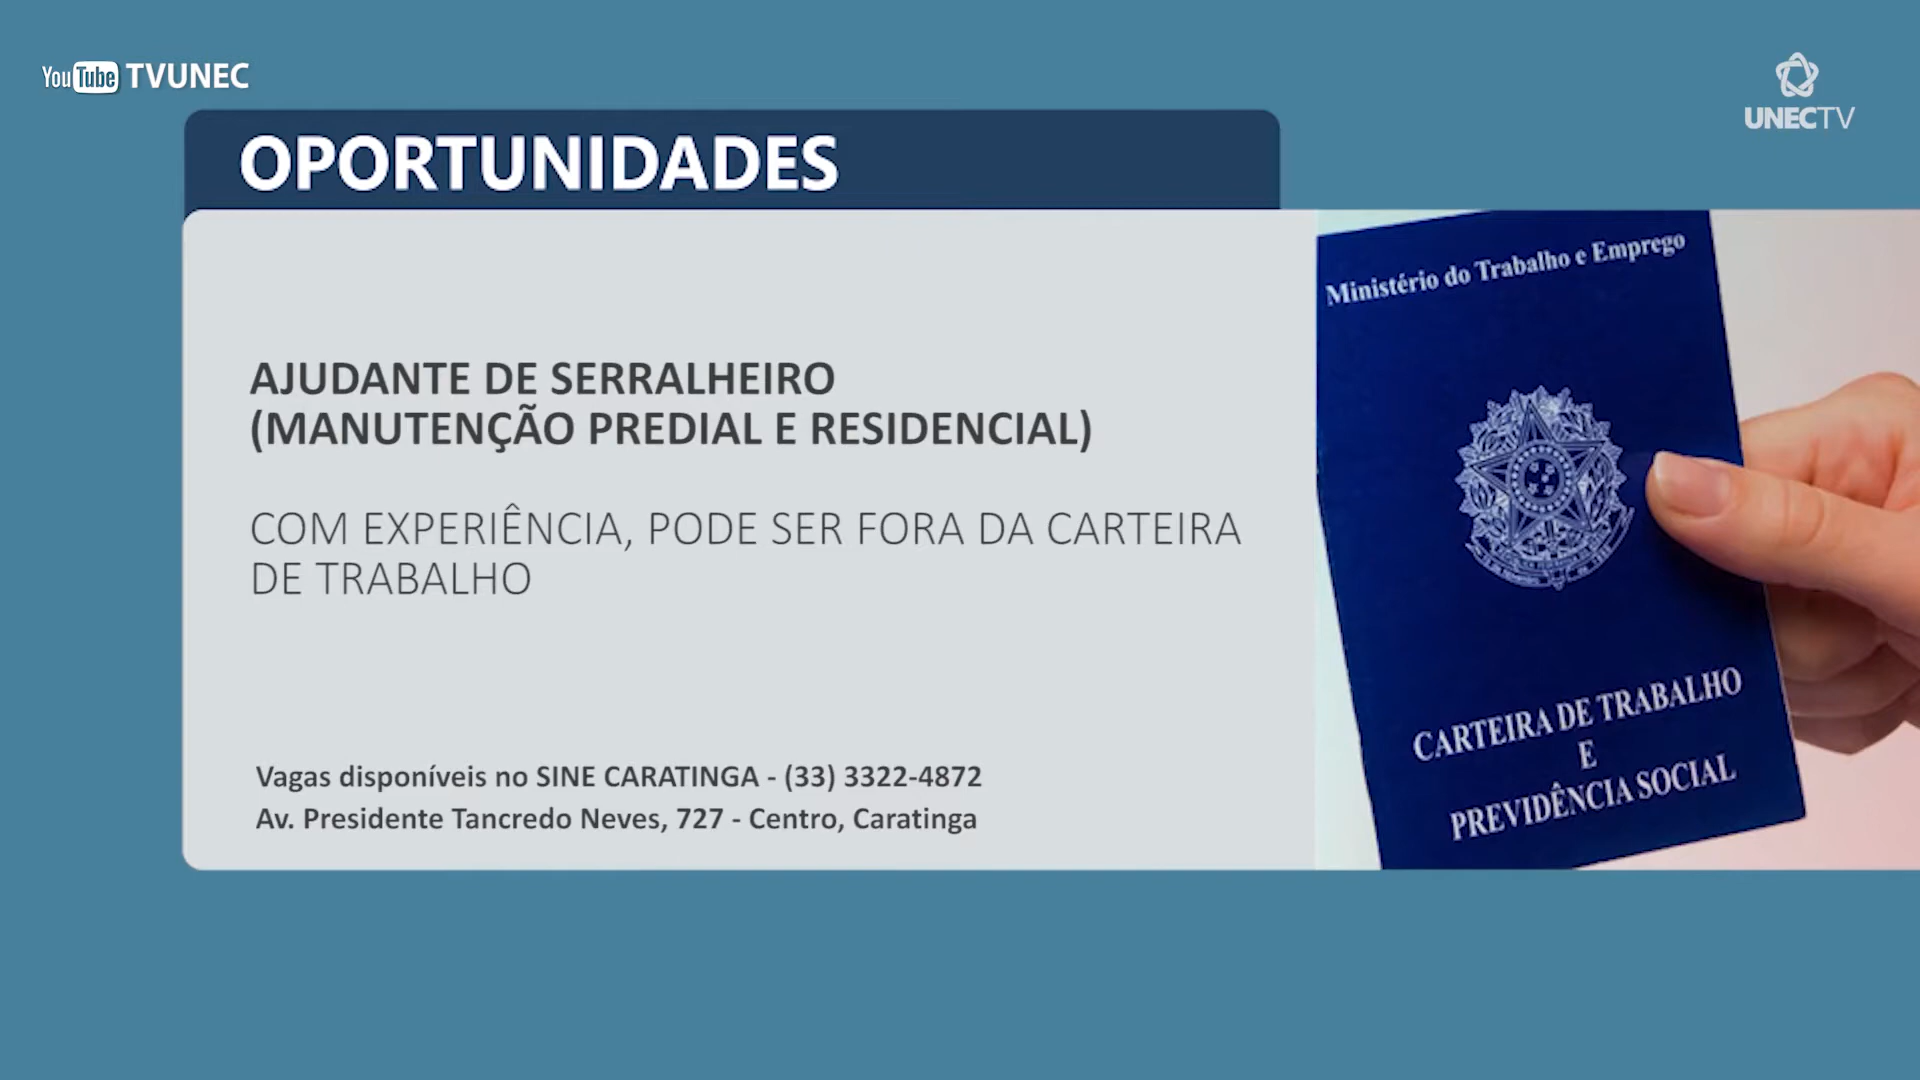 YouTube TVUNEC
UNECTV
OPORTUNIDADES
AJUDANTE DE SERRALHEIRO
(MANUTENÇÃO PREDIAL E RESIDENCIAL)
COM EXPERIÊNCIA, PODE SER FORA DA CARTEIRA
DE TRABALHO
Vagas disponíveis no SINE CARATINGA - (33) 3322-4872
Av. Presidente Tancredo Neves, 727 - Centro, Caratinga
Ministério do Trabalho e Emprego
CARTEIRA DE TRABALHO
E
PREVIDÊNCIA SOCIAL